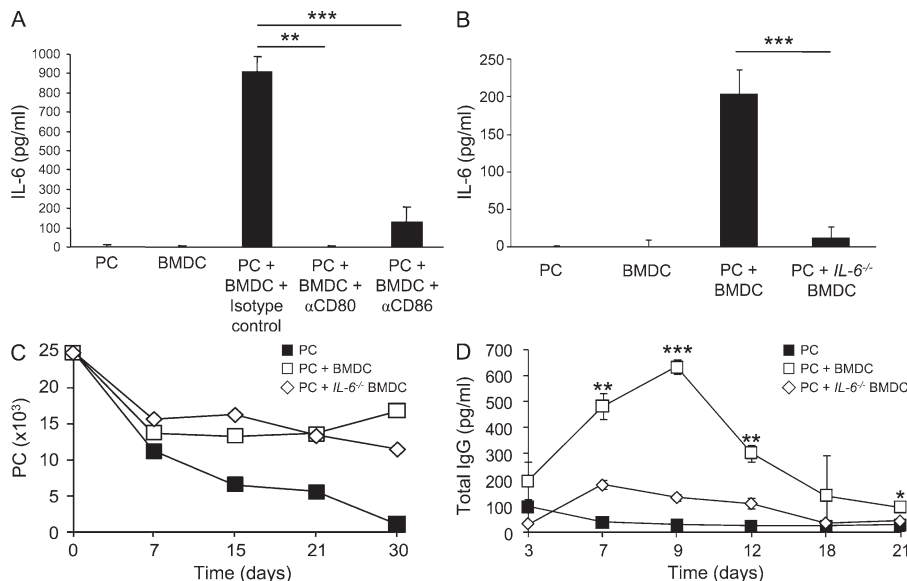 A
***
**
IL-6 (pg/ml)
1000
900
800
700
600
500
400
300
200
100
0
PC
BMDC
PC +
BMDC +
Isotype
control
PC +
BMDC +
αCD80
PC +
BMDC +
αCD86
B
***
IL-6 (pg/ml)
250
200
150
100
50
0
PC
BMDC
PC +
BMDC
PC + IL-6-/-
BMDC
C
PC (x10³)
25
20
15
10
5
0
PC
PC + BMDC
PC + IL-6-/- BMDC
0 7 15 21 30
Time (days)
D
Total IgG (pg/ml)
700
600
500
400
300
200
100
0
**
***
**
*
PC
PC + BMDC
PC + IL-6-/- BMDC
3 7 9 12 18 21
Time (days)